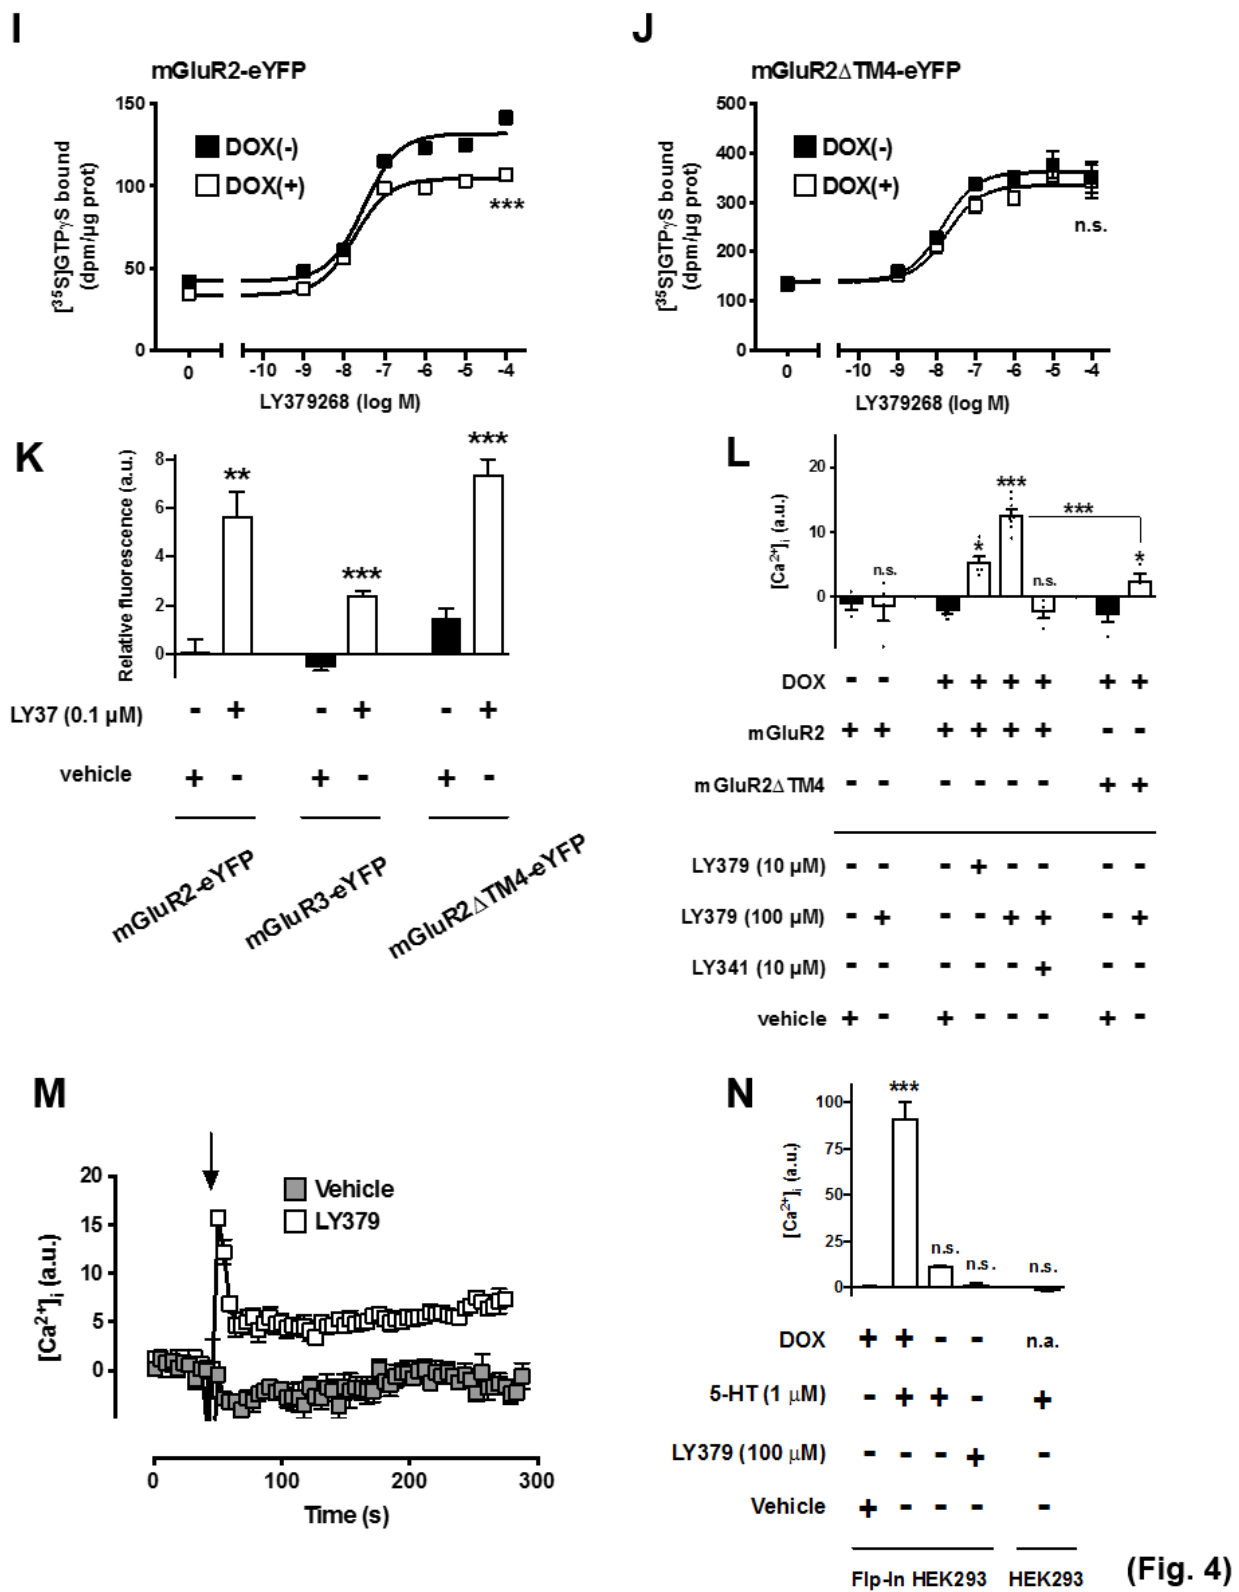 I
mGluR2-eYFP
150
100
50
0
[³⁵S]GTPγS bound
(dpm/µg prot)
DOX(-)
DOX(+)
***
0 -10 -9 -8 -7 -6 -5 -4
LY379268 (log M)
J
mGluR2ΔTM4-eYFP
500
400
300
200
100
0
[³⁵S]GTPγS bound
(dpm/µg prot)
DOX(-)
DOX(+)
n.s.
0 -10 -9 -8 -7 -6 -5 -4
LY379268 (log M)
K
Relative fluorescence (a.u.)
8
6
4
2
0
** *** ***
LY37 (0.1 µM) - + - + - +
vehicle + - + - + -
mGluR2-eYFP
mGluR3-eYFP
mGluR2ΔTM4-eYFP
L
[Ca²⁺]ᵢ (a.u.)
20
10
0
n.s. * *** n.s. *** *
DOX - - + + + + + +
mGluR2 + + + + + + - -
mGluR2ΔTM4 - - - - - - + +
LY379 (10 µM) - - - + - - - -
LY379 (100 µM) - + - - + + - +
LY341 (10 µM) - - - - - + - -
vehicle + - + - - - + -
M
[Ca²⁺]ᵢ (a.u.)
20
15
10
5
0
Vehicle
LY379
0 100 200 300
Time (s)
N
[Ca²⁺]ᵢ (a.u.)
100
75
50
25
0
*** n.s. n.s. n.s.
DOX + + - - n.a.
5-HT (1 µM) - + + - +
LY379 (100 µM) - - - + -
Vehicle + - - - -
Flp-In HEK293 HEK293
(Fig. 4)